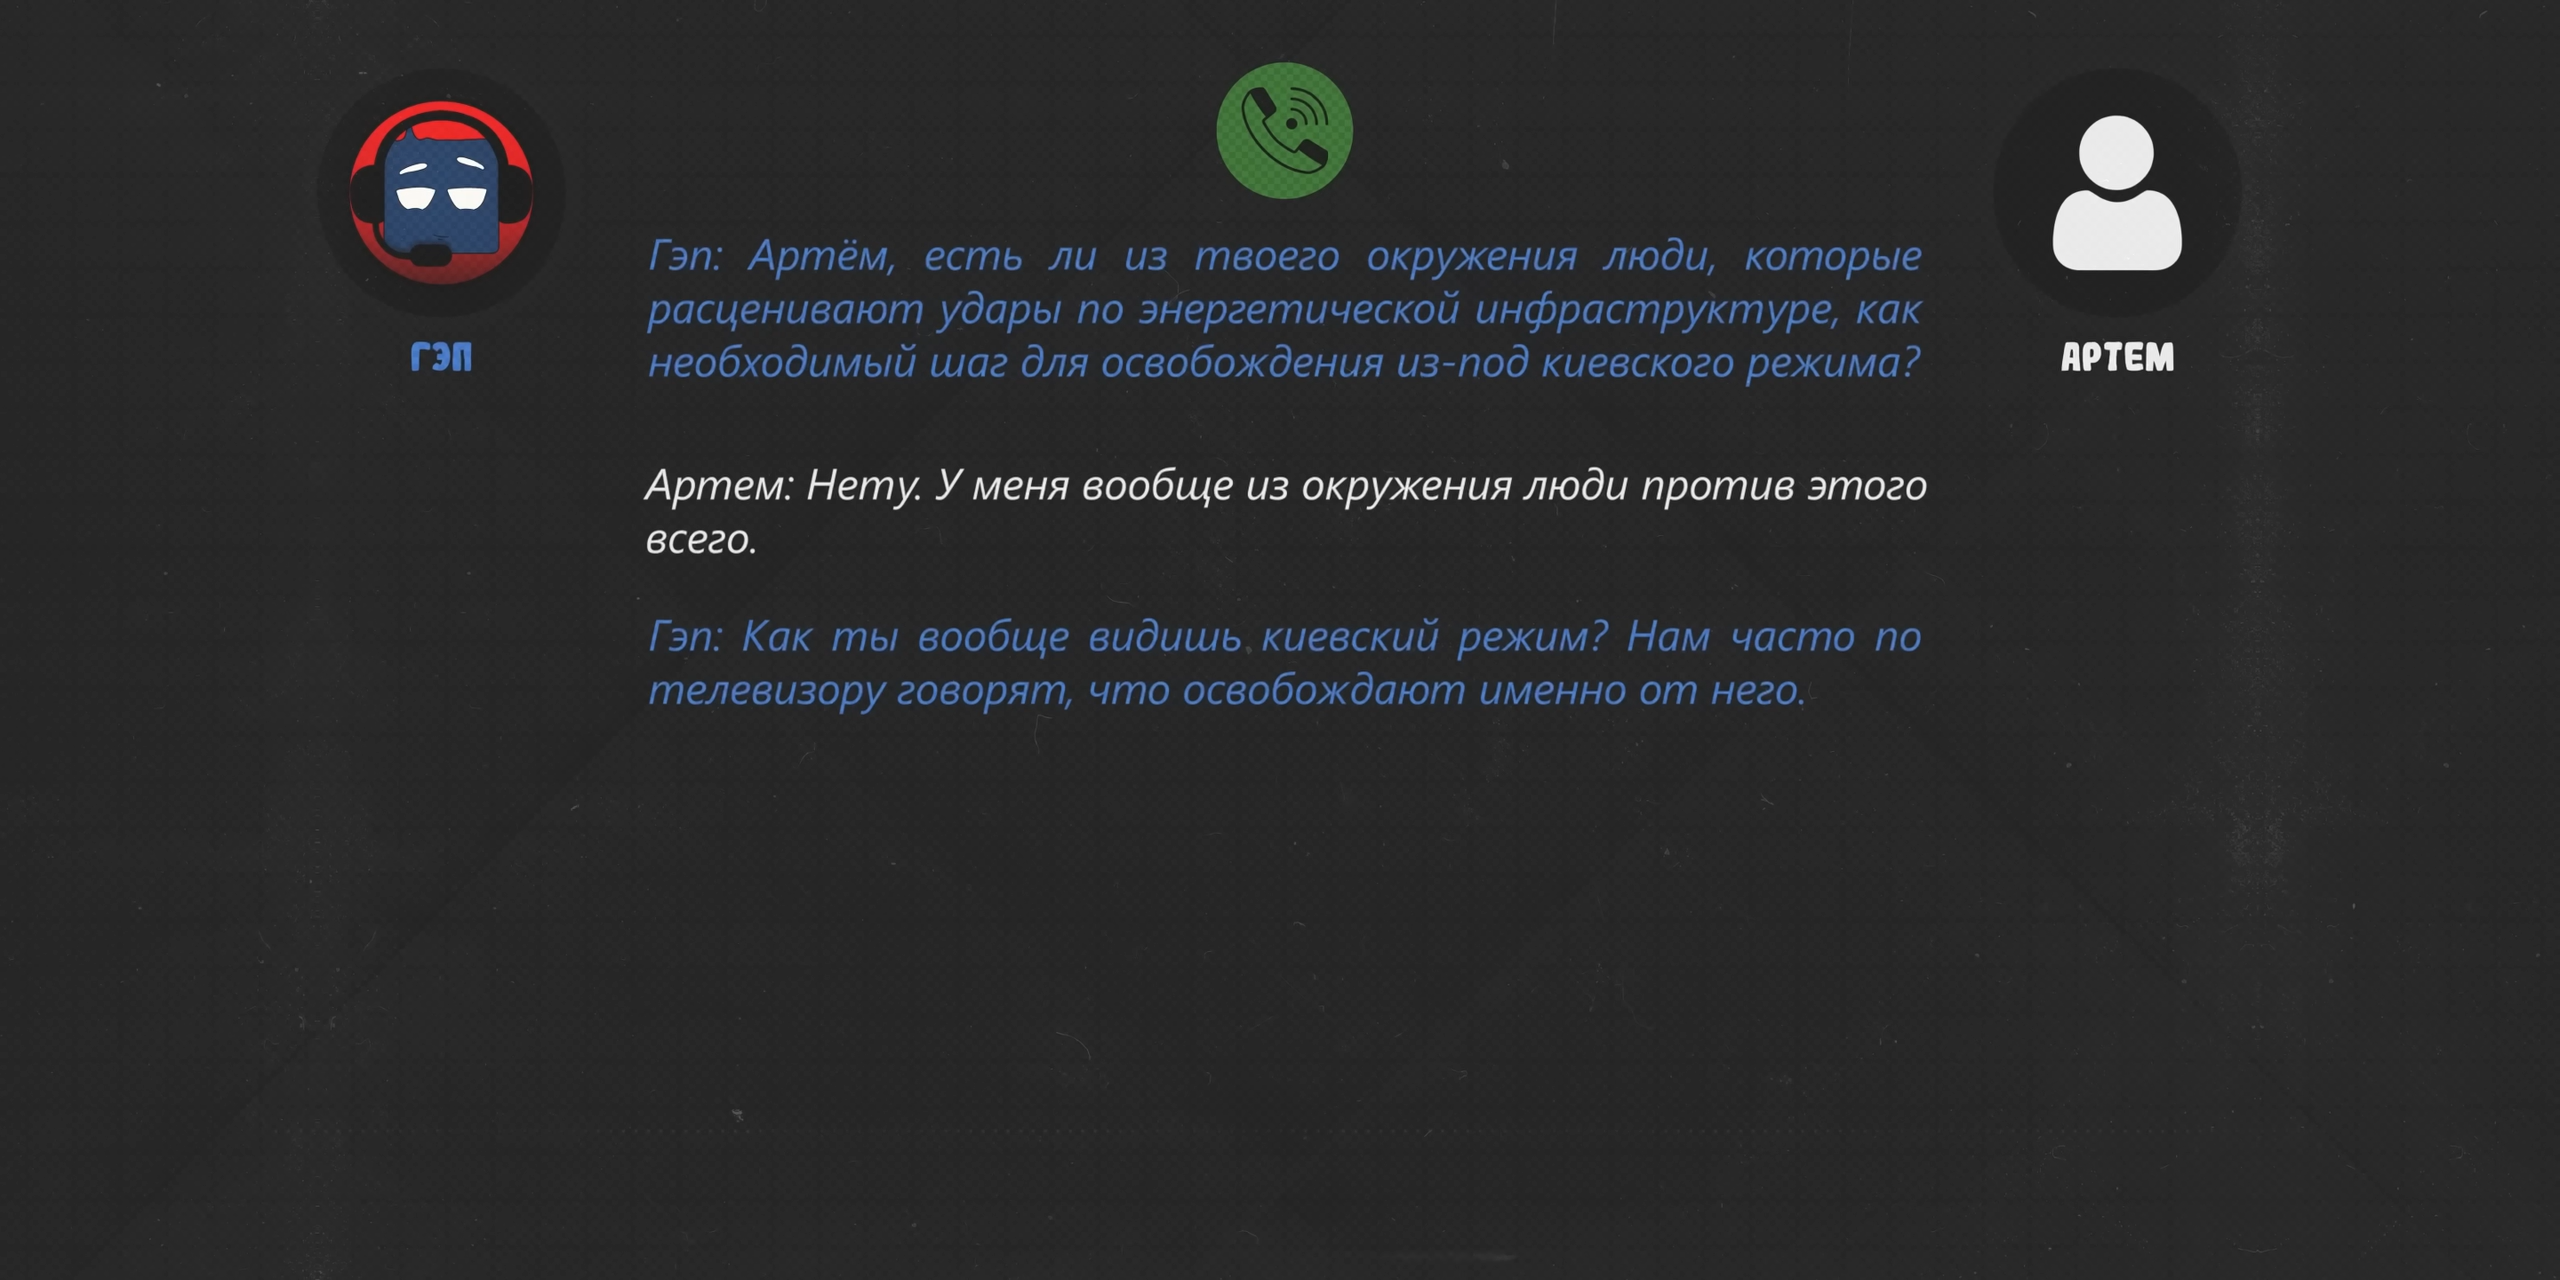 ГЭП
АРТЕМ
Гэп: Артём, есть ли из твоего окружения люди, которые
расценивают удары по энергетической инфраструктуре, как
необходимый шаг для освобождения из-под киевского режима?
Артем: Нету. У меня вообще из окружения люди против этого
всего.
Гэп: Как ты вообще видишь киевский режим? Нам часто по
телевизору говорят, что освобождают именно от него.